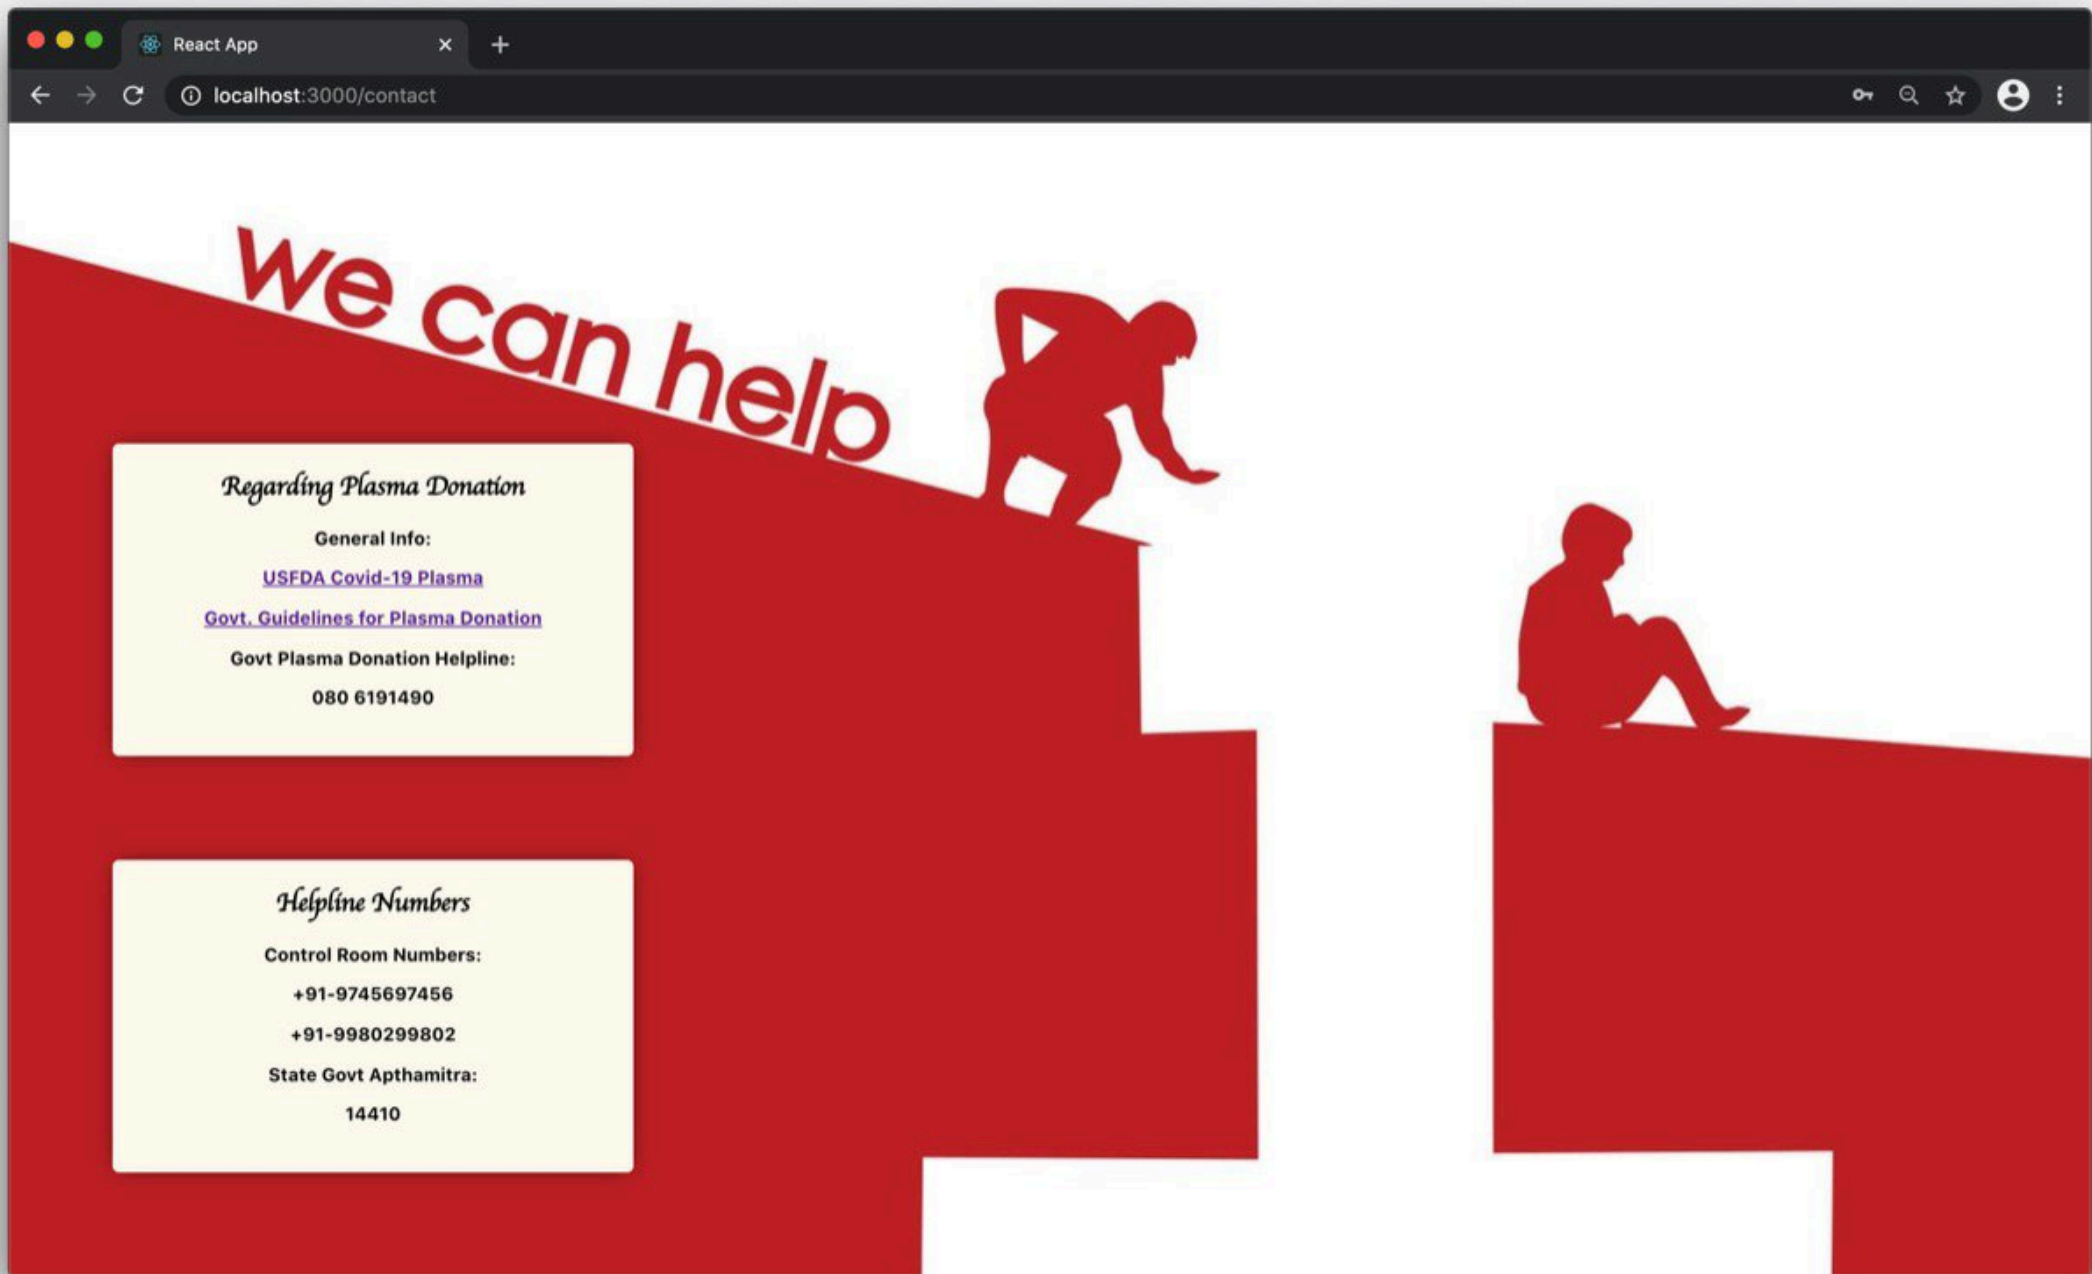 React App
localhost:3000/contact
we can help
Regarding Plasma Donation
General Info:
USFDA Covid-19 Plasma
Govt. Guidelines for Plasma Donation
Govt Plasma Donation Helpline:
080 6191490
Helpline Numbers
Control Room Numbers:
+91-9745697456
+91-9980299802
State Govt Apthamitra:
14410